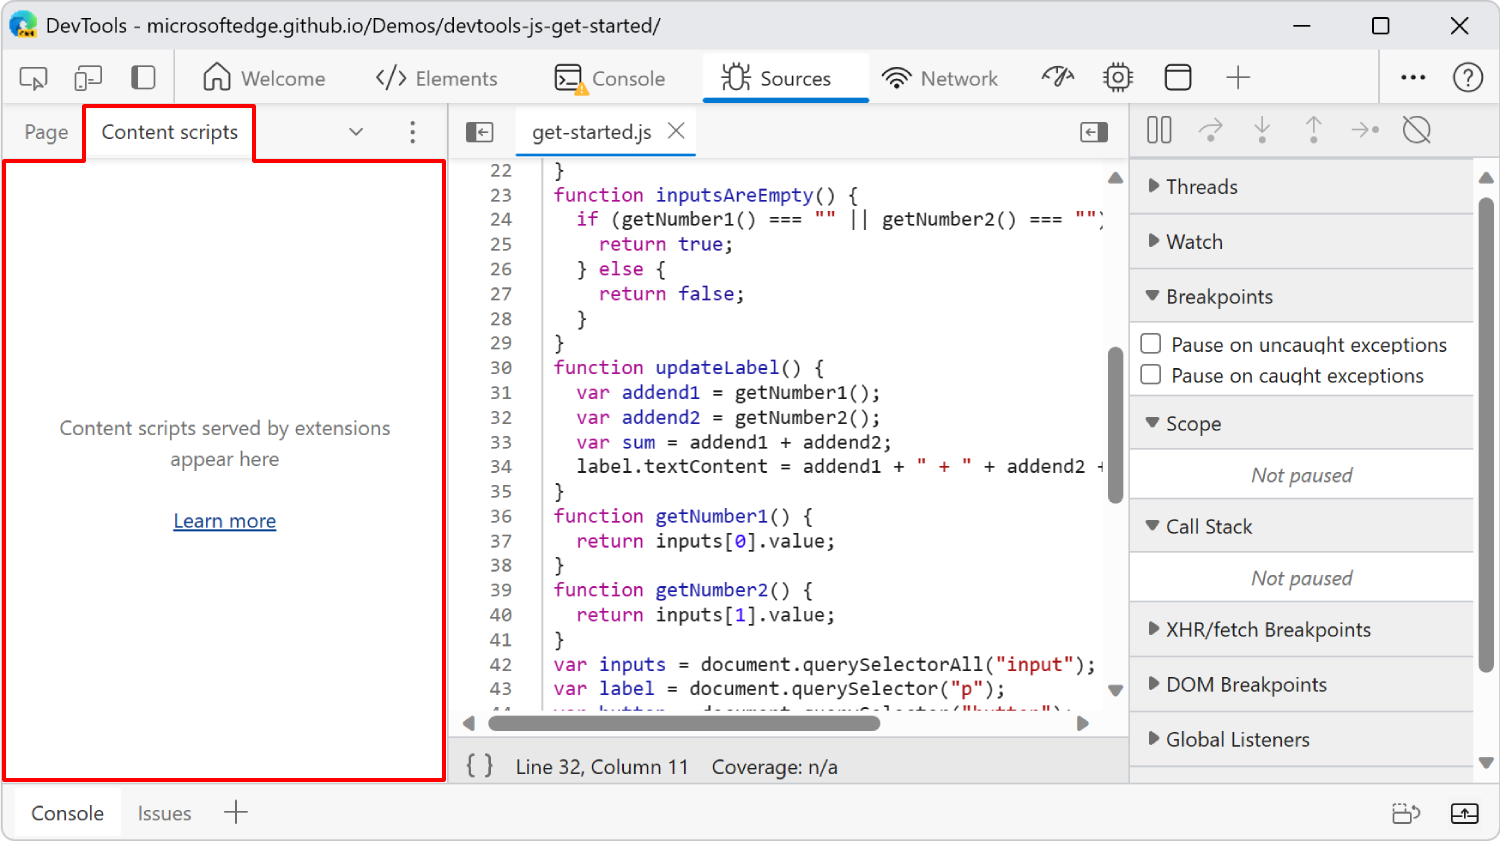 DevTools - microsoftedge.github.io/Demos/devtools-js-get-started/
Welcome
Elements
Console
Sources
Network
Page
Content scripts
Content scripts served by extensions
appear here
Learn more
get-started.js
22 }
23 function inputsAreEmpty() {
24   if (getNumber1() === "" || getNumber2() === "")
25     return true;
26   } else {
27     return false;
28   }
29 }
30 function updateLabel() {
31   var addend1 = getNumber1();
32   var addend2 = getNumber2();
33   var sum = addend1 + addend2;
34   label.textContent = addend1 + " + " + addend2 +
35 }
36 function getNumber1() {
37   return inputs[0].value;
38 }
39 function getNumber2() {
40   return inputs[1].value;
41 }
42 var inputs = document.querySelectorAll("input");
43 var label = document.querySelector("p");
44 var button = document.querySelector("button");
{ } Line 32, Column 11 Coverage: n/a
Threads
Watch
Breakpoints
Pause on uncaught exceptions
Pause on caught exceptions
Scope
Not paused
Call Stack
Not paused
XHR/fetch Breakpoints
DOM Breakpoints
Global Listeners
Console
Issues